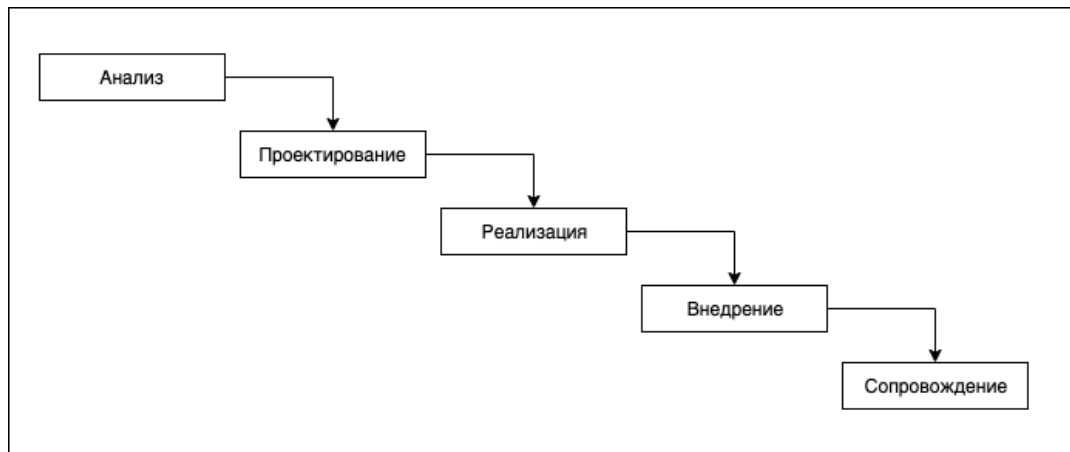 Анализ
Проектирование
Реализация
Внедрение
Сопровождение